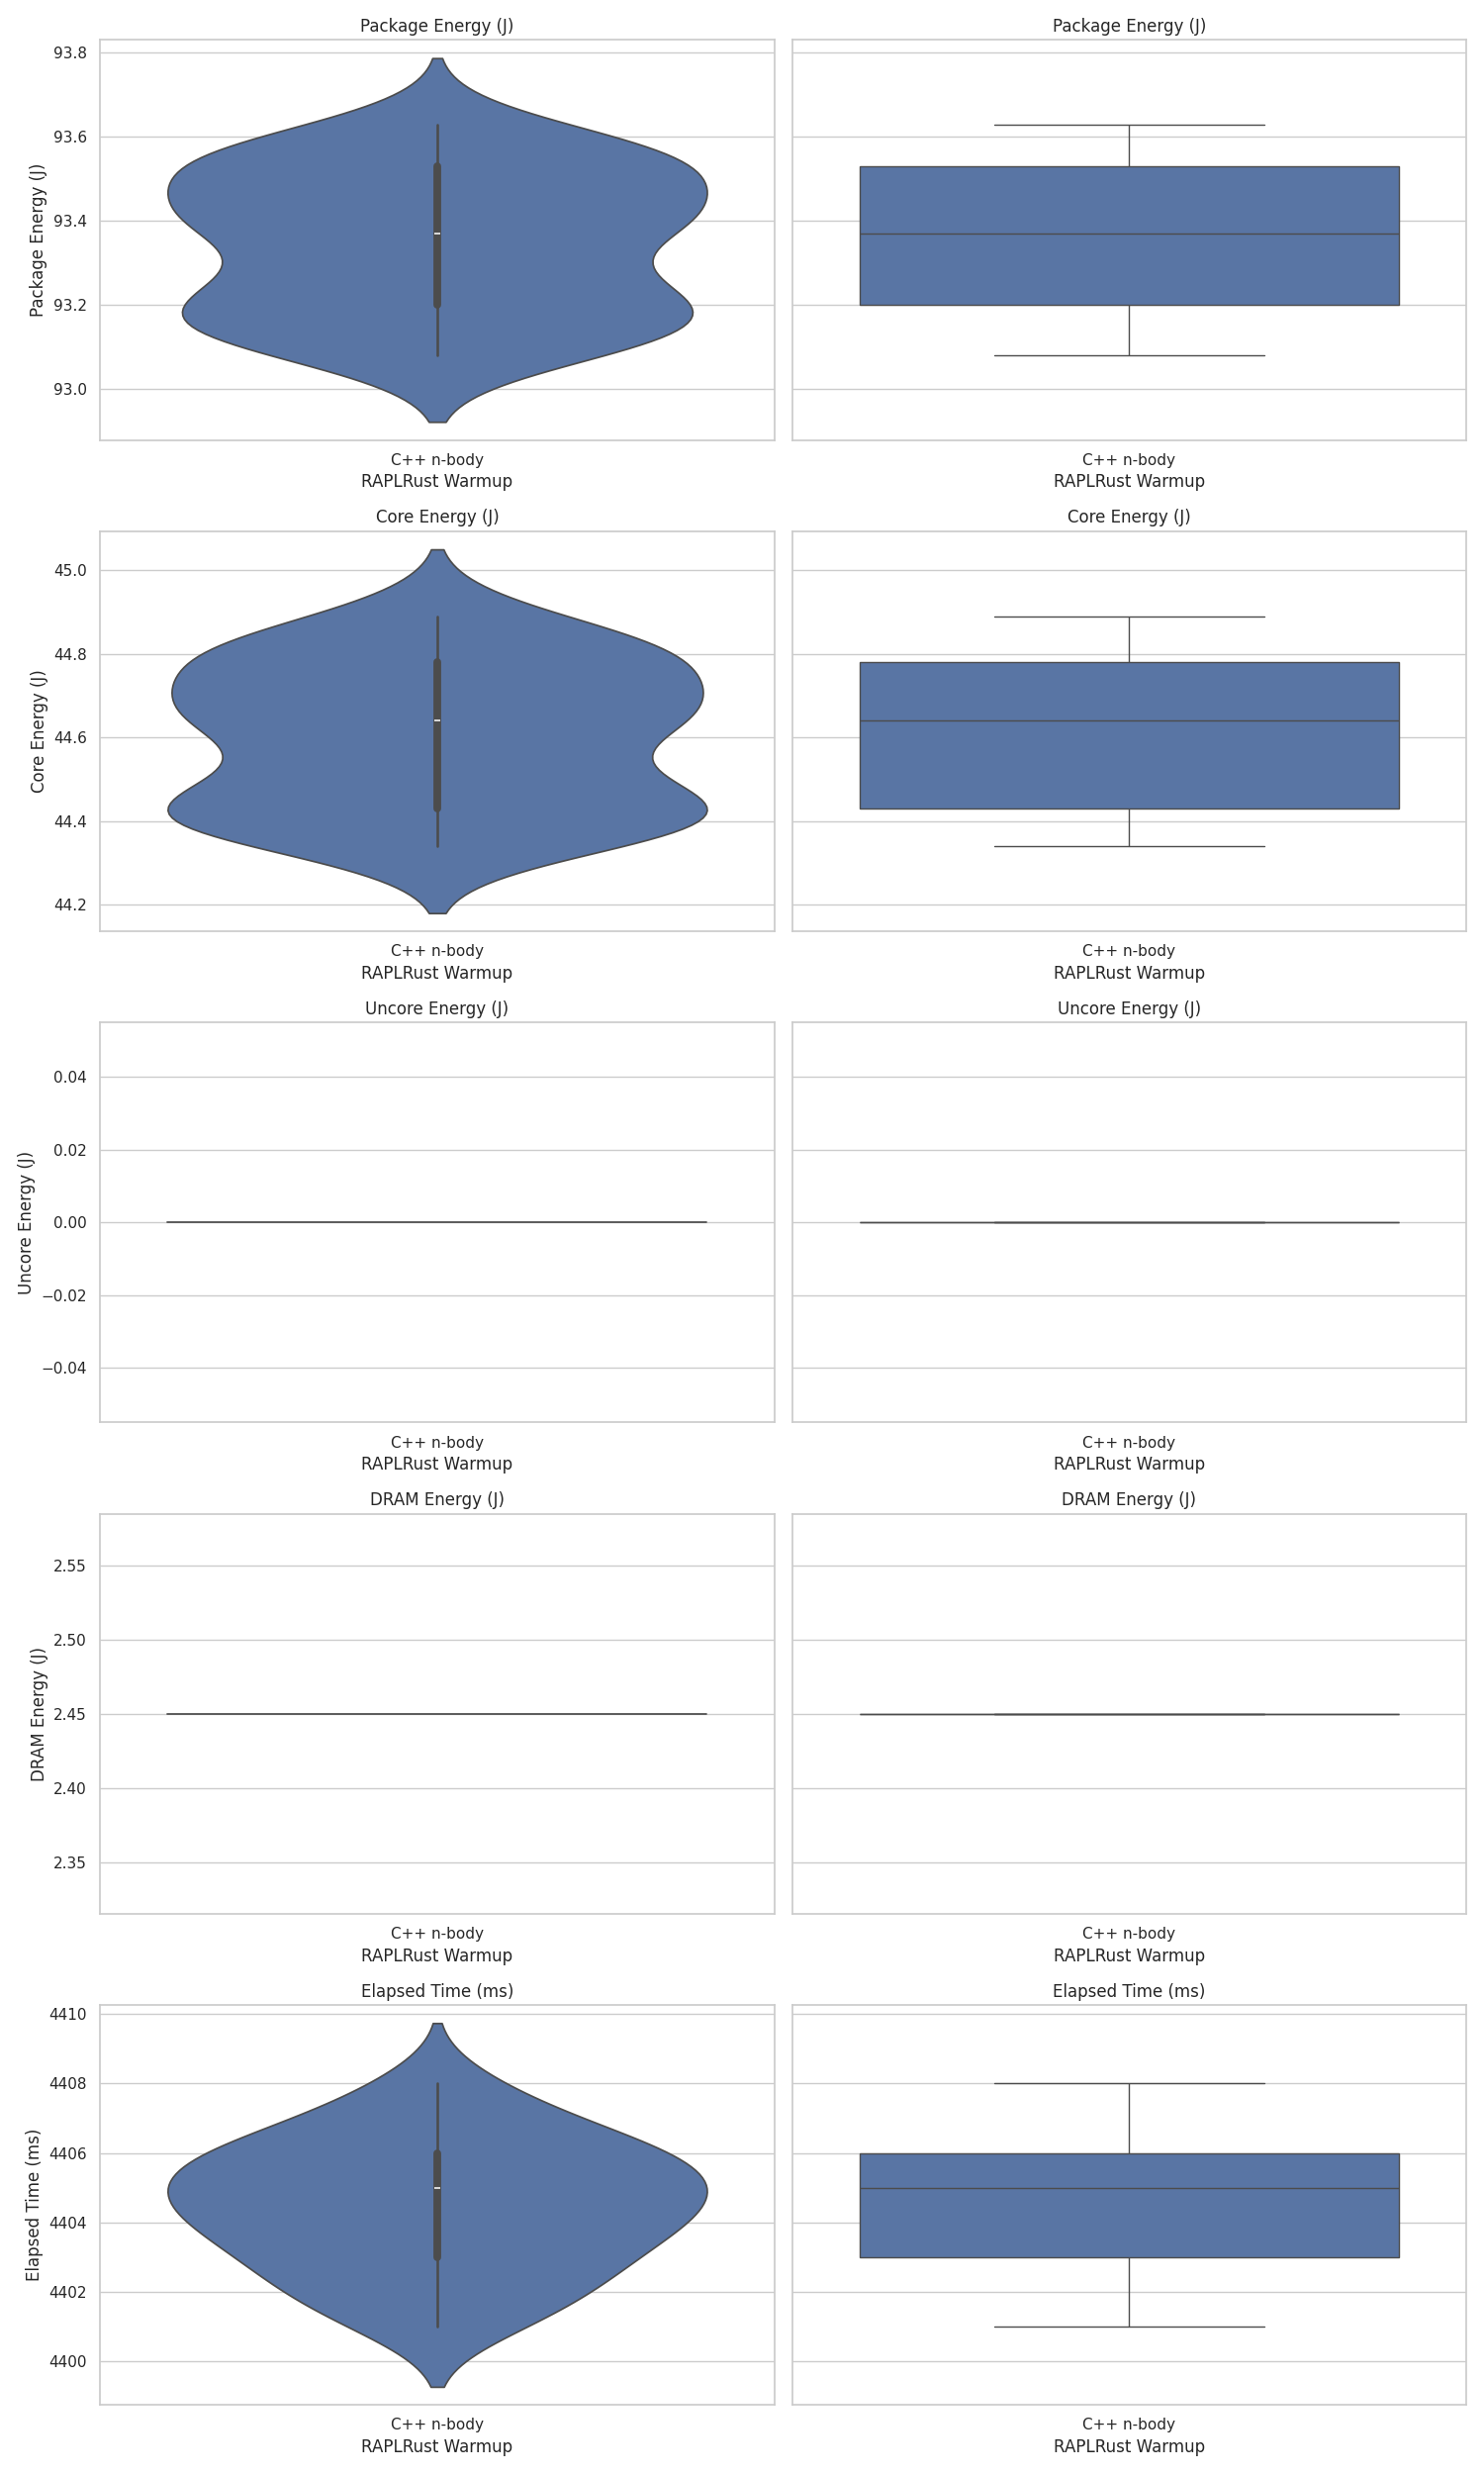 Package Energy (J)
Package Energy (J)
Package Energy (J)
93.8
93.6
93.4
93.2
93.0
C++ n-body
RAPLRust Warmup
C++ n-body
RAPLRust Warmup
Core Energy (J)
Core Energy (J)
Core Energy (J)
45.0
44.8
44.6
44.4
44.2
C++ n-body
RAPLRust Warmup
C++ n-body
RAPLRust Warmup
Uncore Energy (J)
Uncore Energy (J)
Uncore Energy (J)
0.04
0.02
0.00
−0.02
−0.04
C++ n-body
RAPLRust Warmup
C++ n-body
RAPLRust Warmup
DRAM Energy (J)
DRAM Energy (J)
DRAM Energy (J)
2.55
2.50
2.45
2.40
2.35
C++ n-body
RAPLRust Warmup
C++ n-body
RAPLRust Warmup
Elapsed Time (ms)
Elapsed Time (ms)
Elapsed Time (ms)
4410
4408
4406
4404
4402
4400
C++ n-body
RAPLRust Warmup
C++ n-body
RAPLRust Warmup